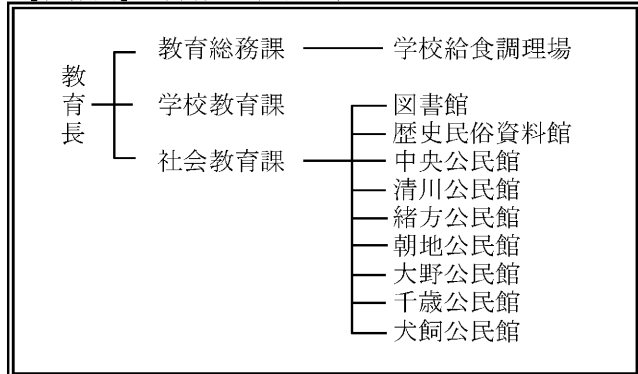 教育長
教育総務課
学校給食調理場
学校教育課
社会教育課
図書館
歴史民俗資料館
中央公民館
清川公民館
緒方公民館
朝地公民館
大野公民館
千歳公民館
犬飼公民館